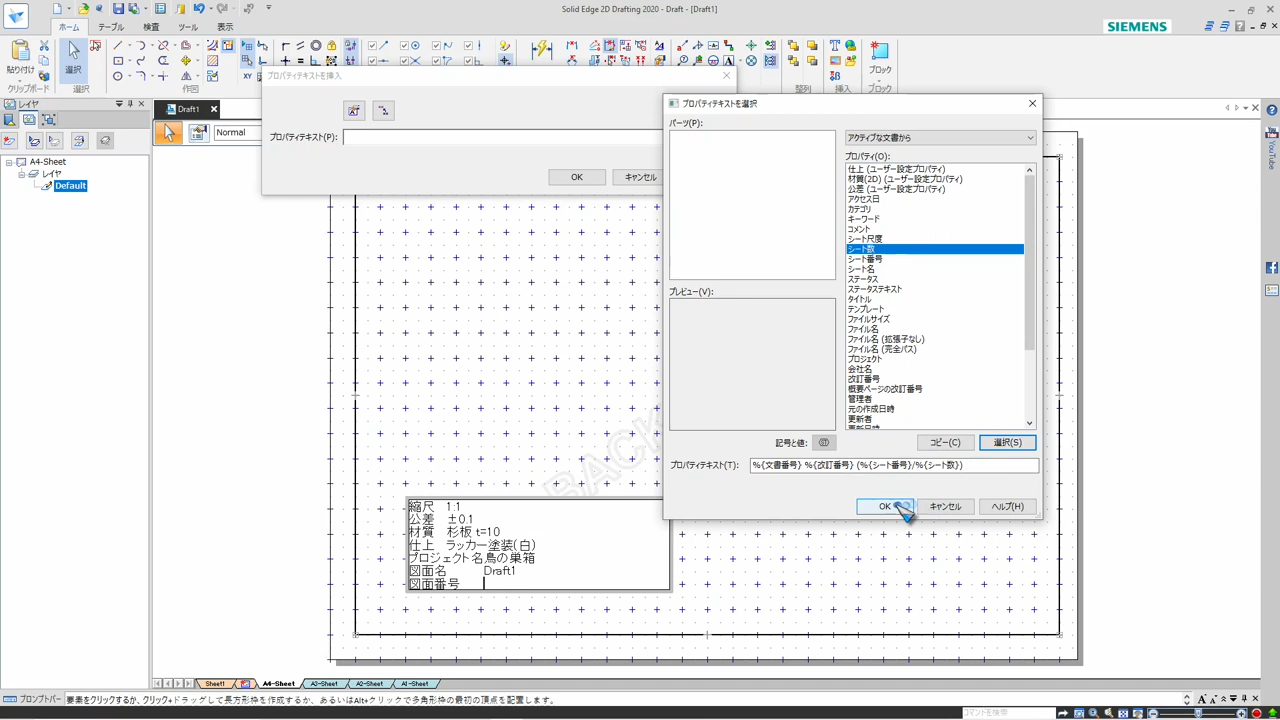 Solid Edge 2D Drafting 2020 - Draft - [Draft1]
ホーム テーブル 検査 ツール 表示
SIEMENS
貼り付け 選択 ブロック
クリップボード 選択 作図 整列 挿入 ブロック
レイヤ
プロパティテキストを挿入
Draft1
Normal
プロパティテキスト(P):
OK キャンセル
A4-Sheet
レイヤ
Default
プロパティテキストを選択
パーツ(P):
アクティブな文書から
プロパティ(O):
仕上 (ユーザー設定プロパティ)
材質(2D) (ユーザー設定プロパティ)
公差 (ユーザー設定プロパティ)
アクセス日
カテゴリ
キーワード
コメント
シート尺度
シート数
シート番号
シート名
ステータス
ステータステキスト
タイトル
テンプレート
ファイルサイズ
ファイル名
ファイル名 (拡張子なし)
ファイル名 (完全パス)
プロジェクト
会社名
改訂番号
概要ページの改訂番号
管理者
元の作成日時
更新者
更新日時
プレビュー(V):
記号と値:
コピー(C) 選択(S)
プロパティテキスト(T): %{文書番号} %{改訂番号} (%{シート番号}/%{シート数})
OK キャンセル ヘルプ(H)
BACK
縮尺 1:1
公差 ±0.1
材質 杉板 t=10
仕上 ラッカー塗装(白)
プロジェクト名鳥の巣箱
図面名 Draft1
図面番号
YouTube
Sheet1 A4-Sheet A3-Sheet A2-Sheet A1-Sheet
プロンプトバー 要素をクリックするか、クリック+ドラッグして長方形枠を作成するか、あるいはAlt+クリックで多角形枠の最初の頂点を配置します。
コマンドを検索